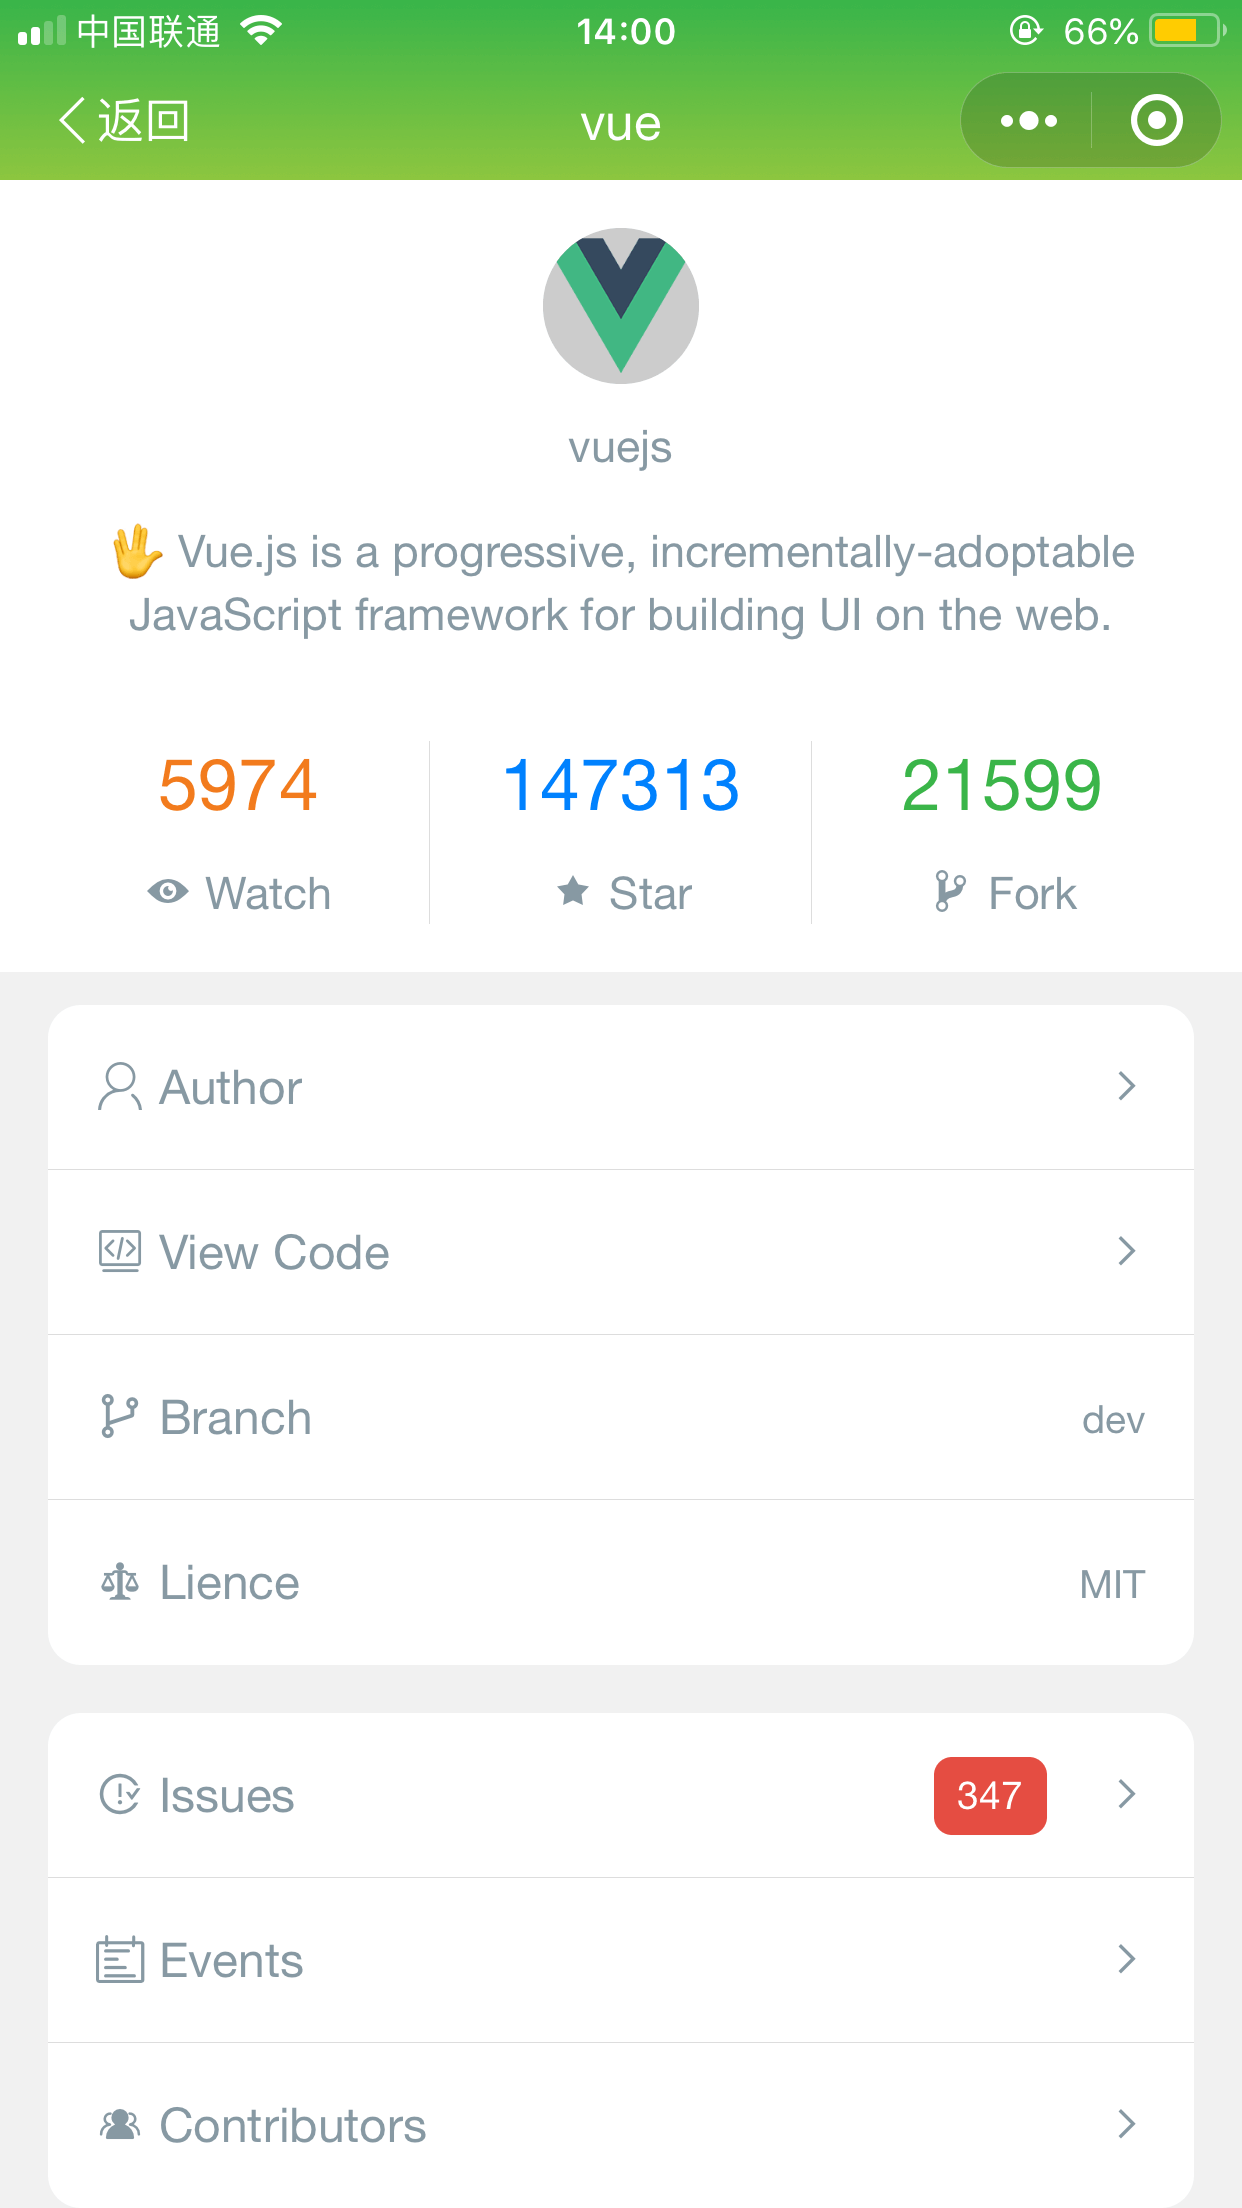 中国联通 14:00 66%
返回 vue
vuejs
🖖 Vue.js is a progressive, incrementally-adoptable
JavaScript framework for building UI on the web.
5974 147313 21599
Watch Star Fork
Author
View Code
Branch dev
Lience MIT
Issues 347
Events
Contributors